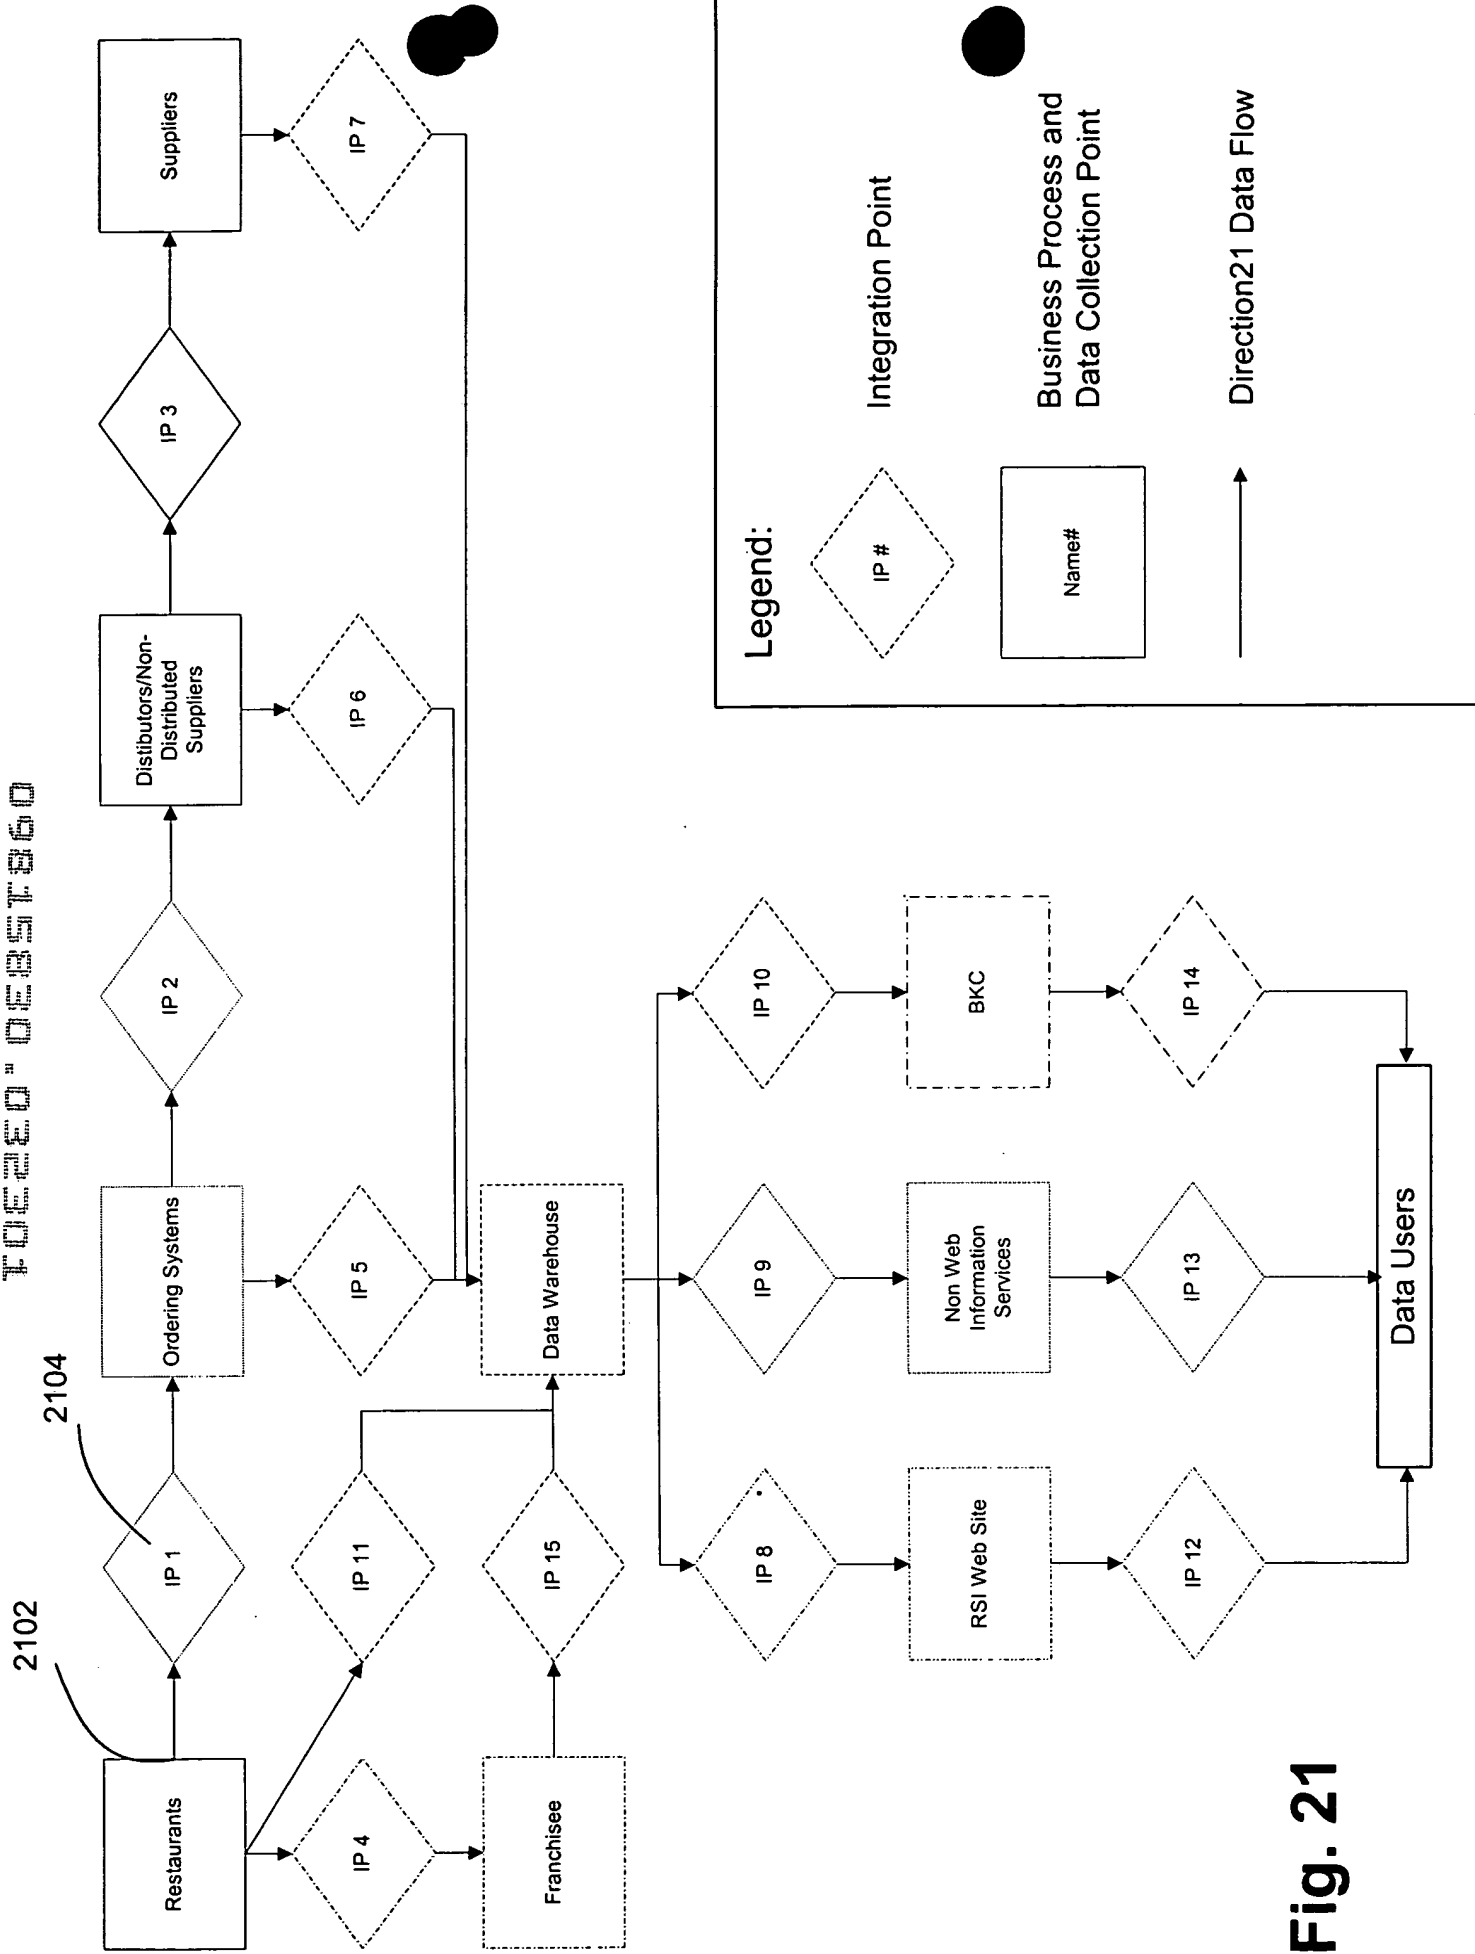 09815830.032301
2102
2104
Restaurants
IP 1
Ordering Systems
IP 2
Distibutors/Non-
Distributed
Suppliers
IP 3
Suppliers
IP 4
IP 11
IP 5
IP 6
IP 7
Franchisee
IP 15
Data Warehouse
IP 8
IP 9
IP 10
RSI Web Site
Non Web
Information
Services
BKC
IP 12
IP 13
IP 14
Data Users
Legend:
IP #
Integration Point
Name#
Business Process and
Data Collection Point
Direction21 Data Flow
Fig. 21